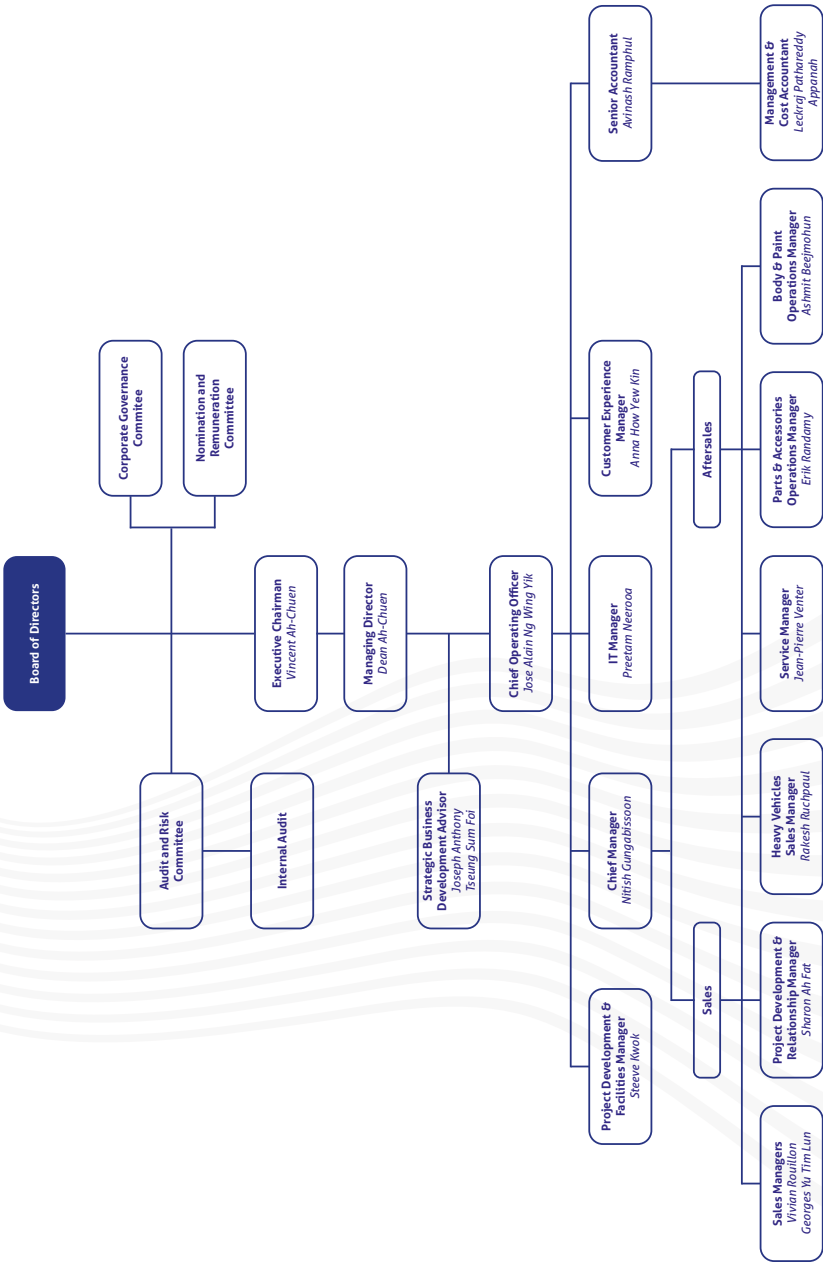 Board of Directors
Corporate Governance
Commitee
Nomination and
Remuneration
Committee
Audit and Risk
Committee
Internal Audit
Executive Chairman
Vincent Ah-Chuen
Managing Director
Dean Ah-Chuen
Strategic Business
Development Advisor
Joseph Anthony
Tseung Sum Foi
Chief Operating Officer
Jose Alain Ng Wing Yik
Project Development &
Facilities Manager
Steeve Kwok
Chief Manager
Nitish Gungabissoon
IT Manager
Preetam Neerooa
Customer Experience
Manager
Anna How Yew Kin
Senior Accountant
Avinash Ramphul
Sales
Aftersales
Sales Managers
Vivian Rouillon
Georges Yu Tim Lun
Project Development &
Relationship Manager
Sharon Ah Fat
Heavy Vehicles
Sales Manager
Rakesh Ruchpaul
Service Manager
Jean-Pierre Venter
Parts & Accessories
Operations Manager
Erik Randamy
Body & Paint
Operations Manager
Ashmit Beejmohun
Management &
Cost Accountant
Leckraj Pathareddy
Appanah